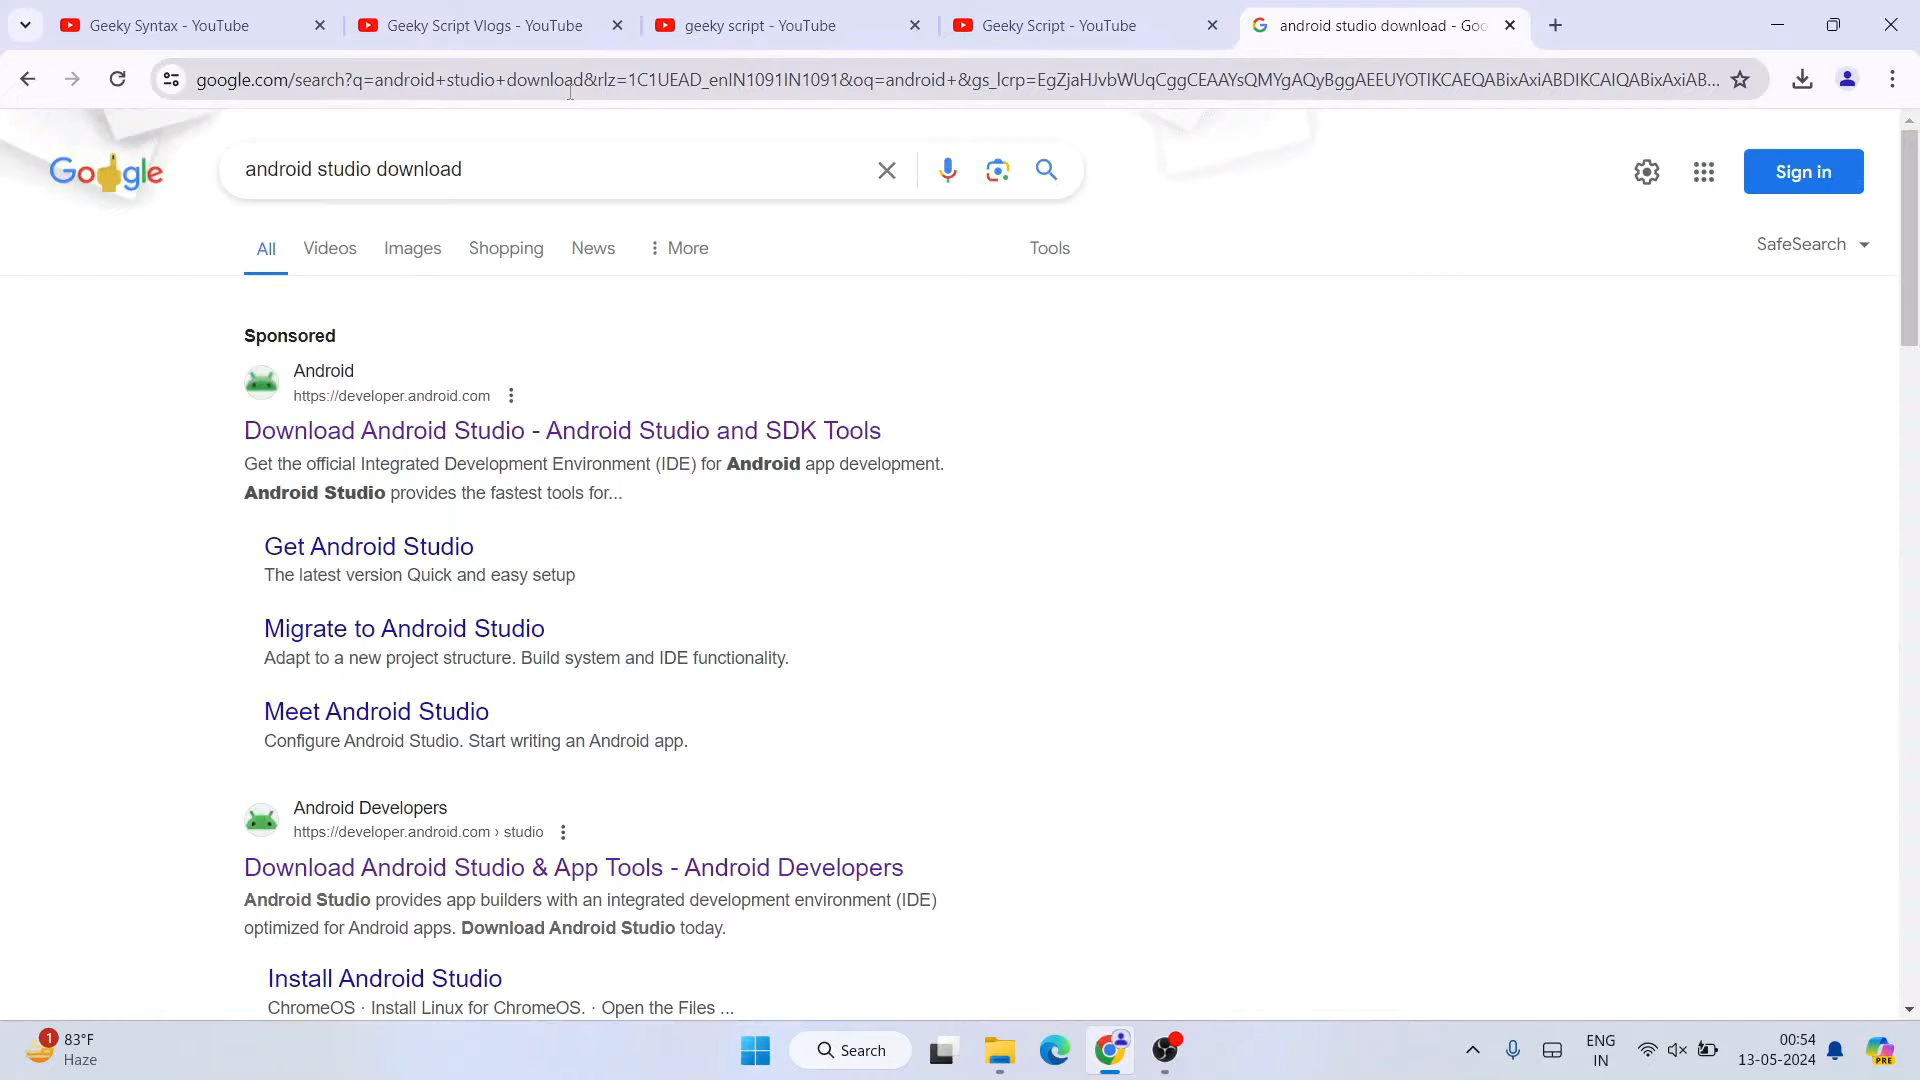 Geeky Syntax - YouTube
Geeky Script Vlogs - YouTube
geeky script - YouTube
Geeky Script - YouTube
android studio download - Goo
google.com/search?q=android+studio+download&rlz=1C1UEAD_enIN1091IN1091&oq=android+&gs_lcrp=EgZjaHJvbWUqCggCEAAYsQMYgAQyBggAEEUYOTIKCAEQABixAxiABDIKCAIQABixAxiAB...
Google
android studio download
Sign in
All
Videos
Images
Shopping
News
More
Tools
SafeSearch
Sponsored
Android
https://developer.android.com
Download Android Studio - Android Studio and SDK Tools
Get the official Integrated Development Environment (IDE) for Android app development.
Android Studio provides the fastest tools for...
Get Android Studio
The latest version Quick and easy setup
Migrate to Android Studio
Adapt to a new project structure. Build system and IDE functionality.
Meet Android Studio
Configure Android Studio. Start writing an Android app.
Android Developers
https://developer.android.com › studio
Download Android Studio & App Tools - Android Developers
Android Studio provides app builders with an integrated development environment (IDE)
optimized for Android apps. Download Android Studio today.
Install Android Studio
ChromeOS · Install Linux for ChromeOS. · Open the Files ...
1
83°F
Haze
Search
ENG
IN
00:54
13-05-2024
PRE